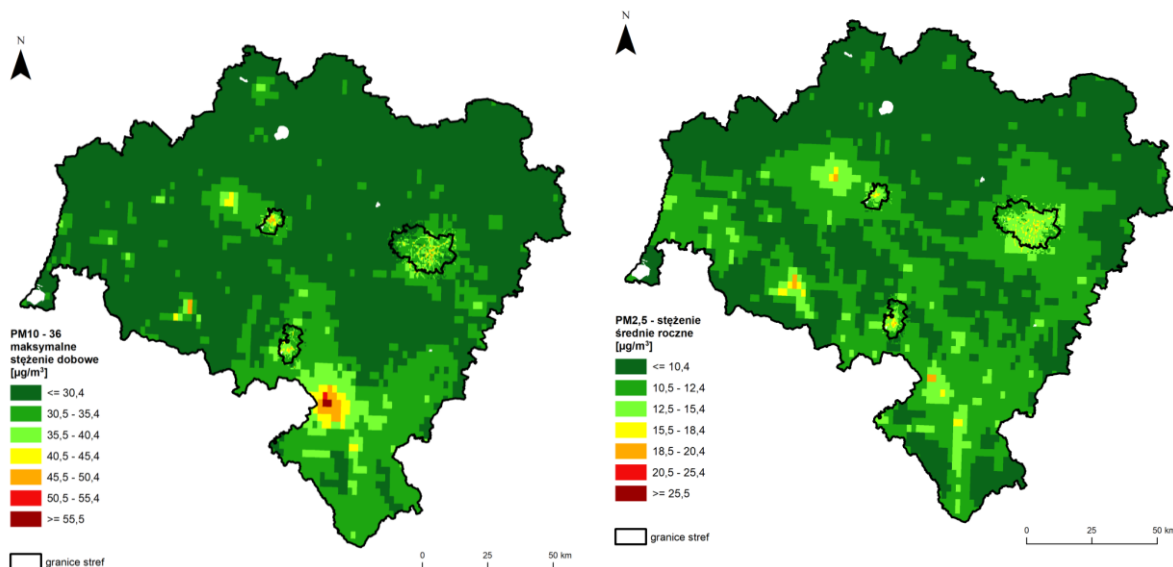 N
PM10 - 36
maksymalne
stężenie dobowe
[µg/m³]
<= 30,4
30,5 - 35,4
35,5 - 40,4
40,5 - 45,4
45,5 - 50,4
50,5 - 55,4
>= 55,5
granice stref
0 25 50 km
N
PM2,5 - stężenie
średnie roczne
[µg/m³]
<= 10,4
10,5 - 12,4
12,5 - 15,4
15,5 - 18,4
18,5 - 20,4
20,5 - 25,4
>= 25,5
granice stref
0 25 50 km